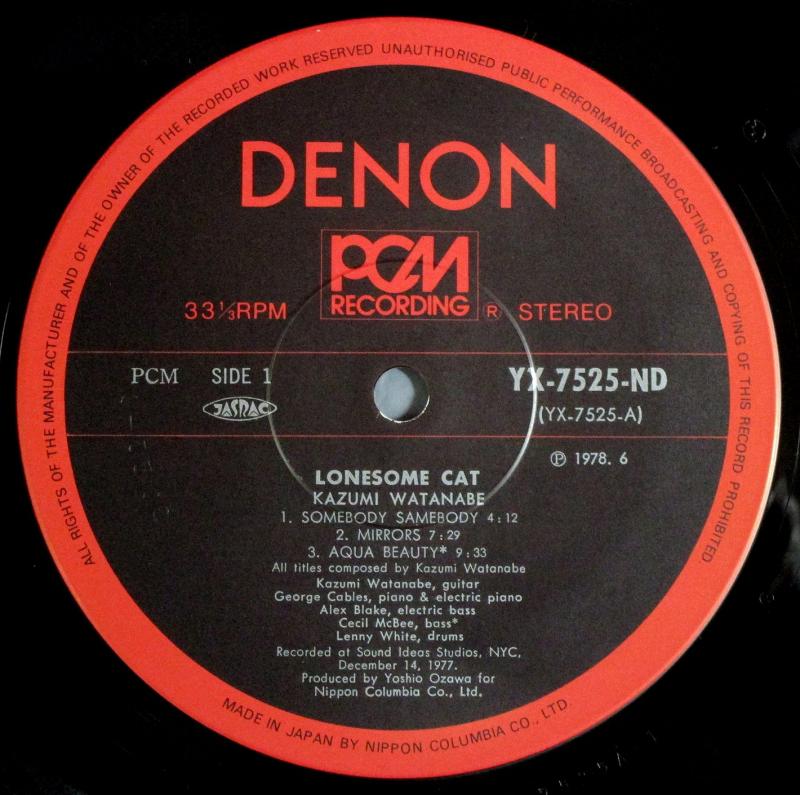 ALL RIGHTS OF THE MANUFACTURER AND OF THE OWNER OF THE RECORDED WORK RESERVED UNAUTHORISED PUBLIC PERFORMANCE BROADCASTING AND COPYING OF THIS RECORD PROHIBITED
DENON
PCM
RECORDING
33⅓RPM ® STEREO
PCM SIDE 1 YX-7525-ND
JASRAC (YX-7525-A)
℗ 1978. 6
LONESOME CAT
KAZUMI WATANABE
1. SOMEBODY SAMEBODY 4:12
2. MIRRORS 7:29
3. AQUA BEAUTY* 9:33
All titles composed by Kazumi Watanabe
Kazumi Watanabe, guitar
George Cables, piano & electric piano
Alex Blake, electric bass
Cecil McBee, bass*
Lenny White, drums
Recorded at Sound Ideas Studios, NYC,
December 14, 1977.
Produced by Yoshio Ozawa for
Nippon Columbia Co., Ltd.
MADE IN JAPAN BY NIPPON COLUMBIA CO., LTD.